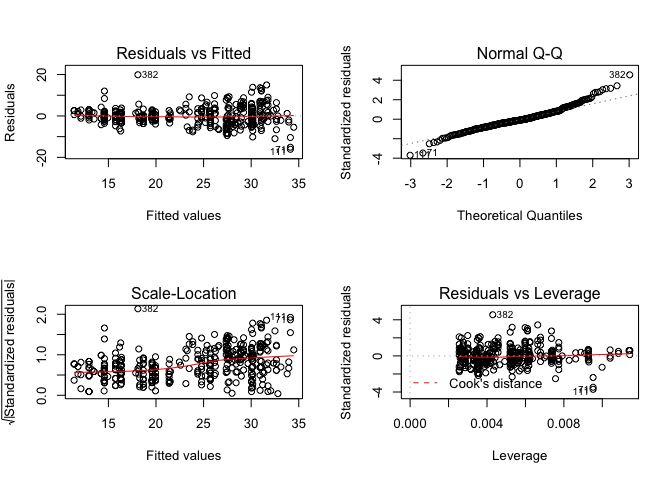 Residuals vs Fitted
Residuals
20
0
-20
382
15
20
25
30
35
Fitted values
Normal Q-Q
Standardized residuals
4
2
0
-4
382
-3
-2
-1
0
1
2
3
Theoretical Quantiles
Scale-Location
√|Standardized residuals|
2.0
1.0
0.0
382
15
20
25
30
35
Fitted values
Residuals vs Leverage
Standardized residuals
4
0
-4
382
Cook's distance
0.000
0.004
0.008
Leverage